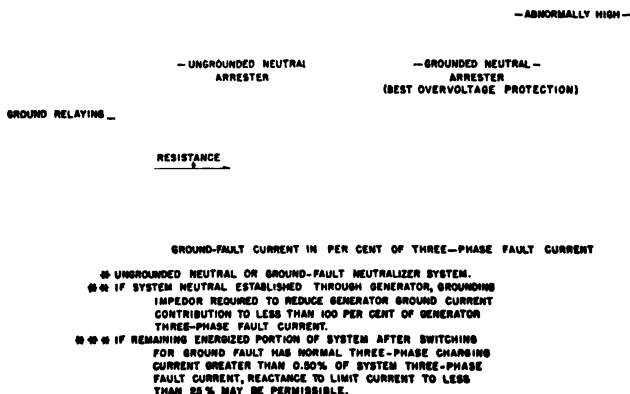 —ABNORMALLY HIGH—
—UNGROUNDED NEUTRAL
ARRESTER
—GROUNDED NEUTRAL—
ARRESTER
(BEST OVERVOLTAGE PROTECTION)
GROUND RELAYING_
RESISTANCE
GROUND-FAULT CURRENT IN PER CENT OF THREE—PHASE FAULT CURRENT
* UNGROUNDED NEUTRAL OR GROUND-FAULT NEUTRALIZER SYSTEM.
** IF SYSTEM NEUTRAL ESTABLISHED THROUGH GENERATOR, GROUNDING
IMPEDOR REQUIRED TO REDUCE GENERATOR GROUND CURRENT
CONTRIBUTION TO LESS THAN 100 PER CENT OF GENERATOR
THREE-PHASE FAULT CURRENT.
*** IF REMAINING ENERGIZED PORTION OF SYSTEM AFTER SWITCHING
FOR GROUND FAULT HAS NORMAL THREE-PHASE CHARGING
CURRENT GREATER THAN 0.50% OF SYSTEM THREE-PHASE
FAULT CURRENT, REACTANCE TO LIMIT CURRENT TO LESS
THAN 25% MAY BE PERMISSIBLE.